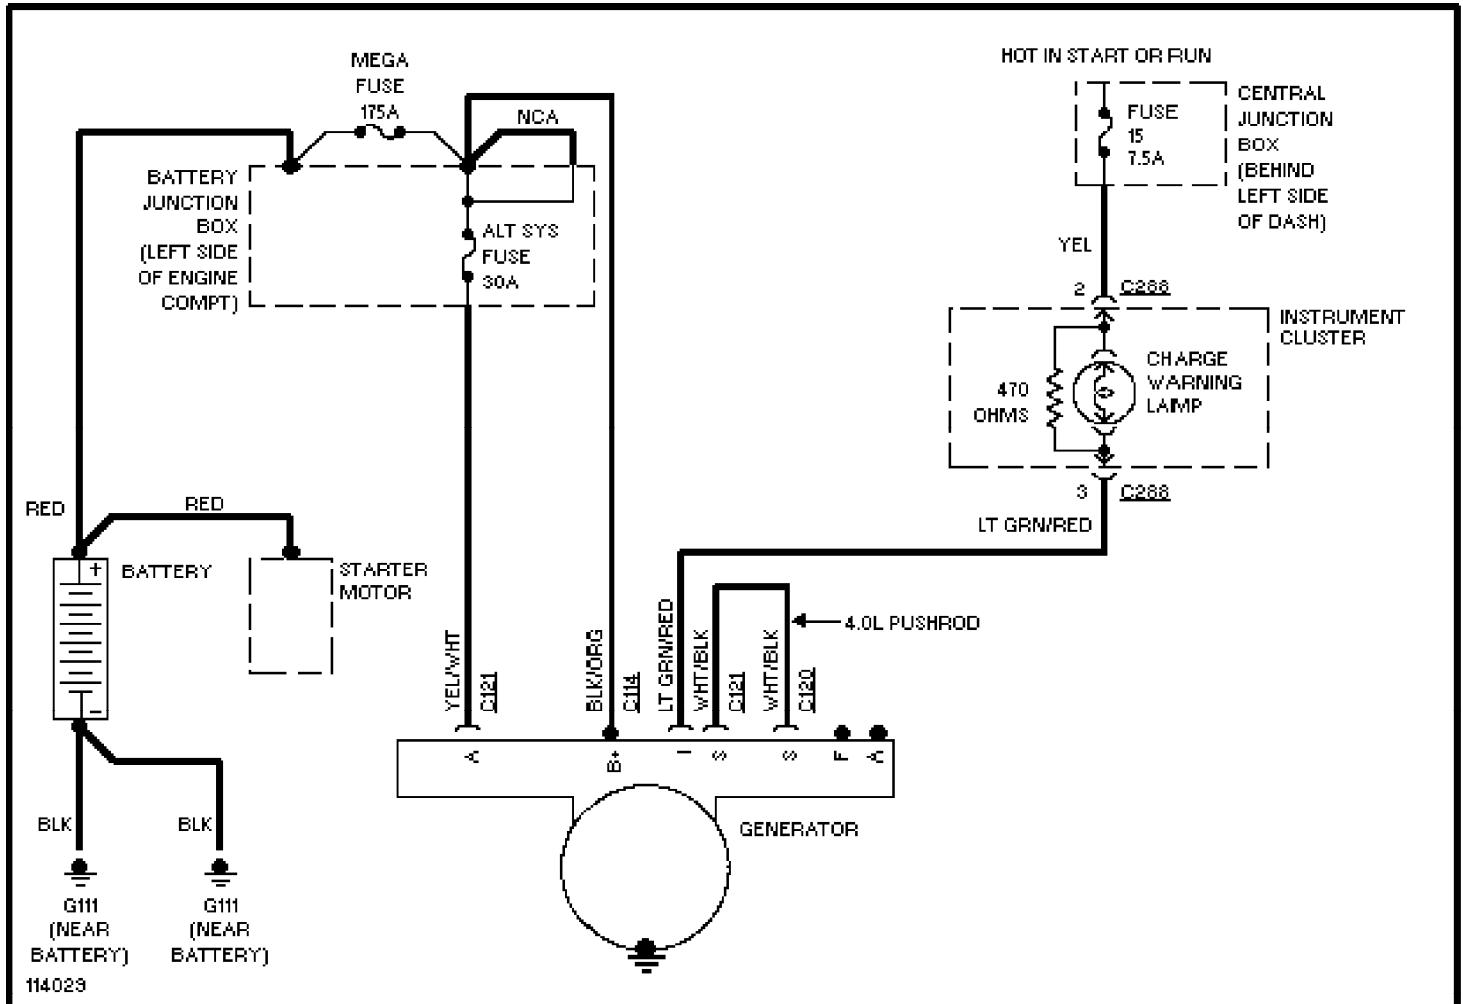 MEGA
FUSE
175A
NCA
HOT IN START OR RUN
FUSE
15
7.5A
CENTRAL
JUNCTION
BOX
(BEHIND
LEFT SIDE
OF DASH)
BATTERY
JUNCTION
BOX
(LEFT SIDE
OF ENGINE
COMPT)
ALT SYS
FUSE
30A
YEL
2
C288
INSTRUMENT
CLUSTER
CHARGE
WARNING
LAMP
470
OHMS
3
C288
LT GRN/RED
RED
RED
+
BATTERY
-
STARTER
MOTOR
4.0L PUSHROD
YEL/WHT
C121
BLK/ORG
C114
LT GRN/RED
WHT/BLK
C121
WHT/BLK
C120
A
B+
I
S
S
F
A
GENERATOR
BLK
BLK
G111
(NEAR
BATTERY)
G111
(NEAR
BATTERY)
114029